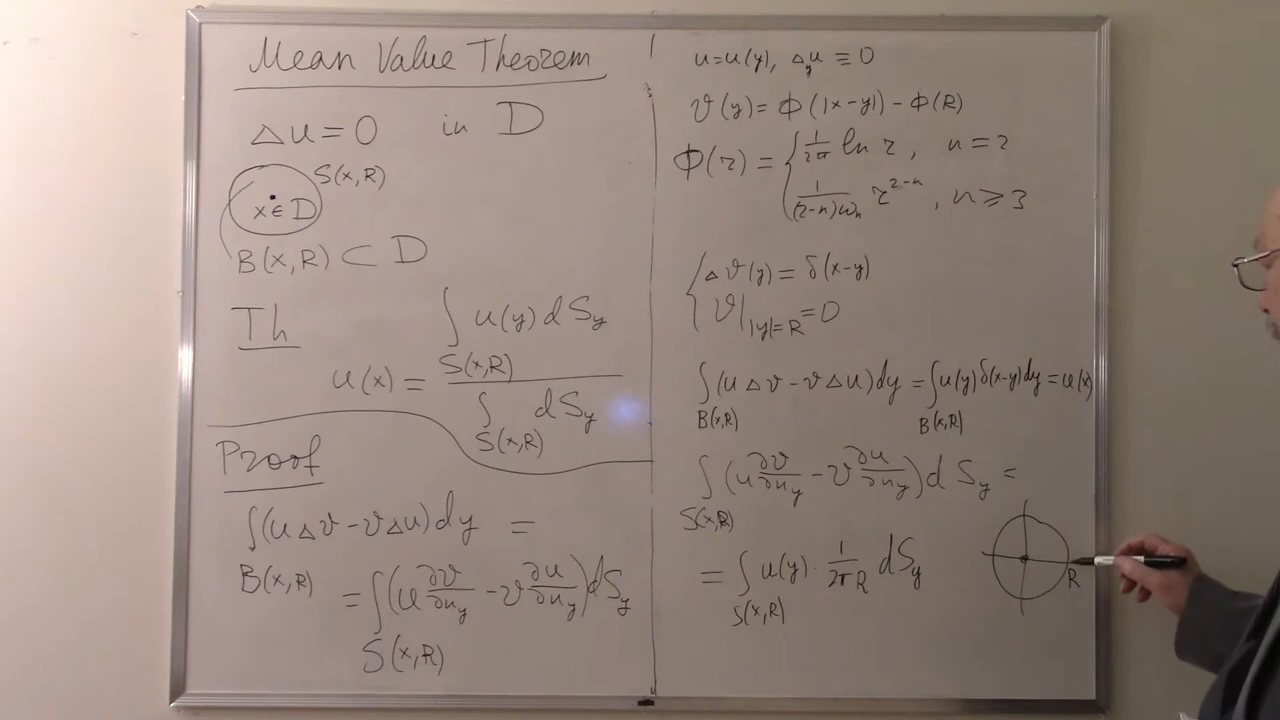 Mean Value Theorem
Δu = 0 in D
S(x,R)
x ∈ D
B(x,R) ⊂ D
Th
u(x) = ∫_{S(x,R)} u(y) dS_y / ∫_{S(x,R)} dS_y
Proof
∫_{B(x,R)} (u Δv - v Δu) dy =
= ∫_{S(x,R)} (u ∂v/∂n_y - v ∂u/∂n_y) dS_y
u = u(y), Δ_y u ≡ 0
v(y) = Φ(|x-y|) - Φ(R)
Φ(r) = { 1/2π ln r, n = 2
1/(2-n)ω_n r^{2-n}, n ≥ 3
{ Δv(y) = δ(x-y)
v|_{|y|=R} = 0
∫_{B(x,R)} (u Δv - v Δu) dy = ∫_{B(x,R)} u(y) δ(x-y) dy = u(x)
∫_{S(x,R)} (u ∂v/∂n_y - v ∂u/∂n_y) dS_y =
= ∫_{S(x,R)} u(y) · 1/2πR dS_y
R